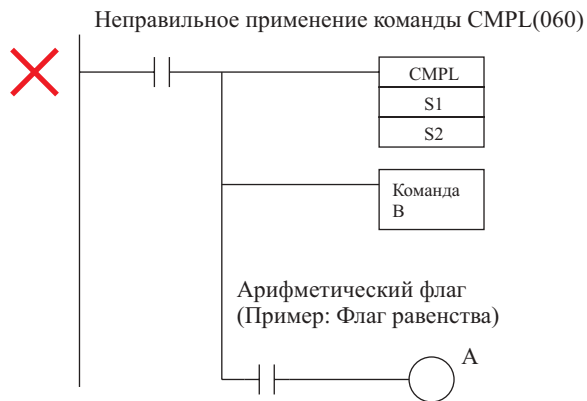 Неправильное применение команды CMPL(060)
CMPL
S1
S2
Команда
B
Арифметический флаг
(Пример: Флаг равенства)
A